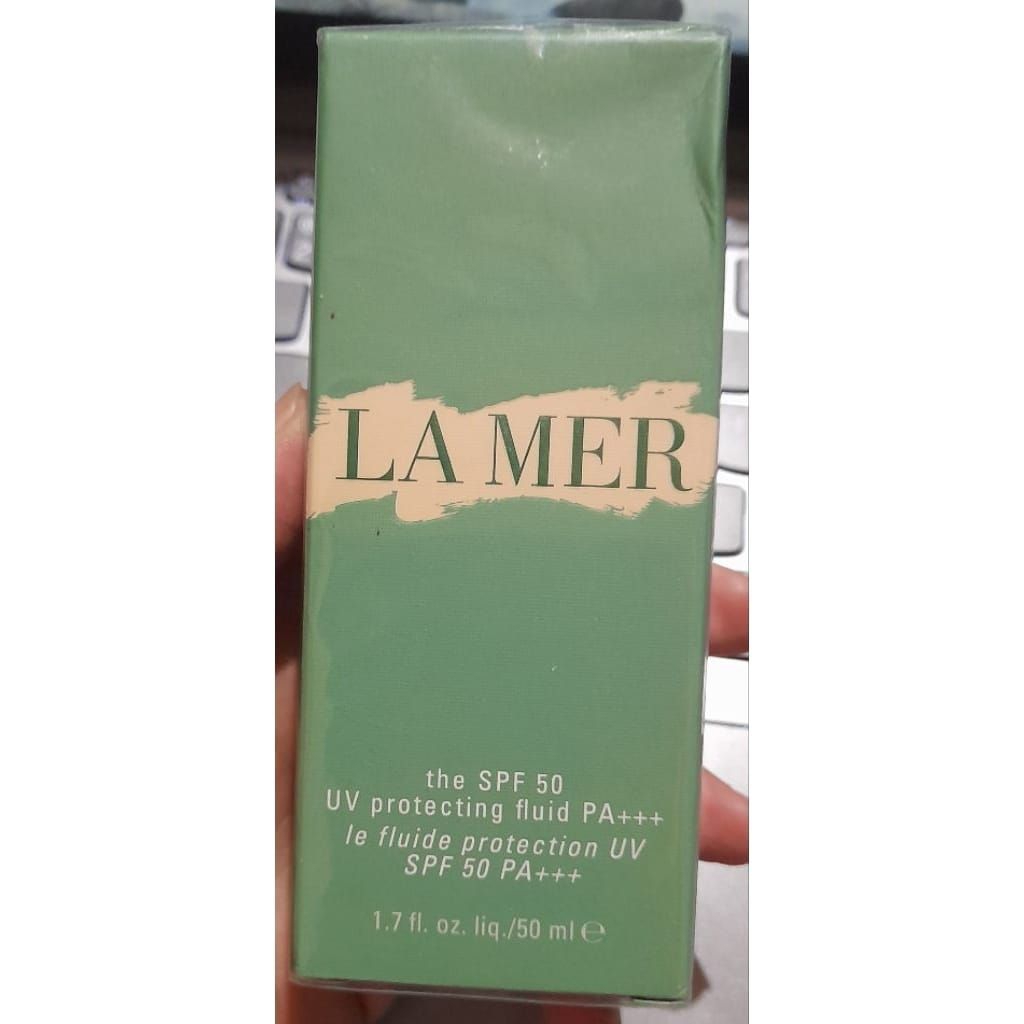 LA MER
the SPF 50
UV protecting fluid PA+++
le fluide protection UV
SPF 50 PA+++
1.7 fl. oz. liq./50 ml ℮